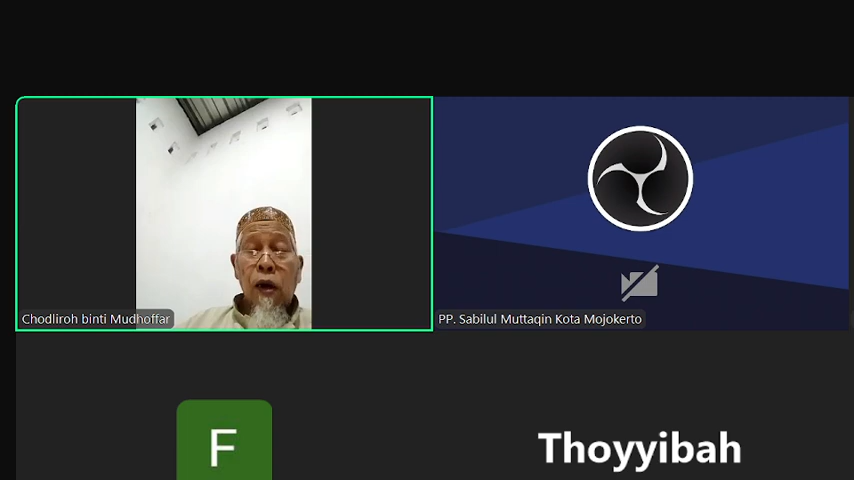 Chodliroh binti Mudhoffar
PP. Sabilul Muttaqin Kota Mojokerto
F
Thoyyibah